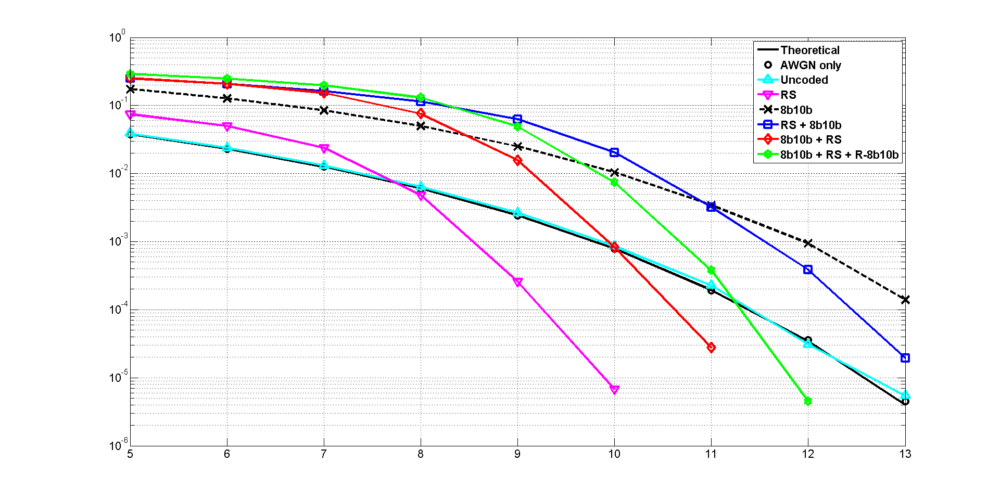 10^0
10^-1
10^-2
10^-3
10^-4
10^-5
10^-6
5 6 7 8 9 10 11 12 13
Theoretical
AWGN only
Uncoded
RS
8b10b
RS + 8b10b
8b10b + RS
8b10b + RS + R-8b10b